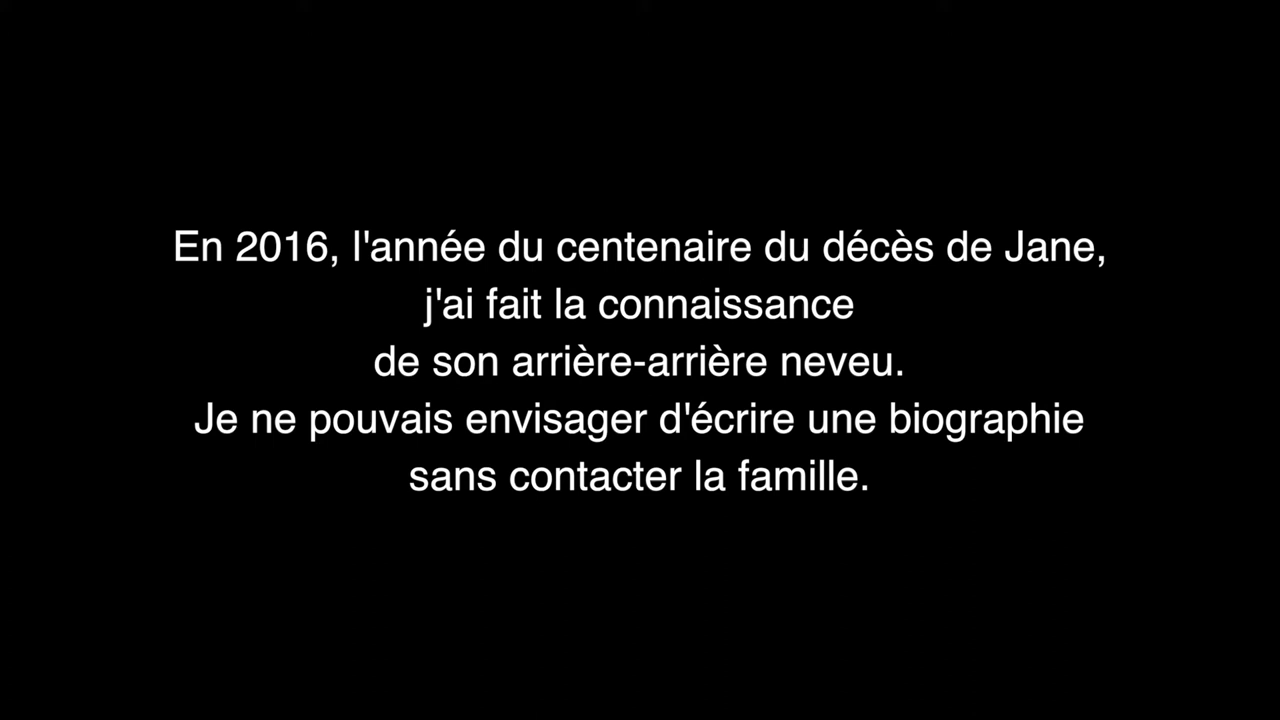 En 2016, l'année du centenaire du décès de Jane,
j'ai fait la connaissance
de son arrière-arrière neveu.
Je ne pouvais envisager d'écrire une biographie
sans contacter la famille.